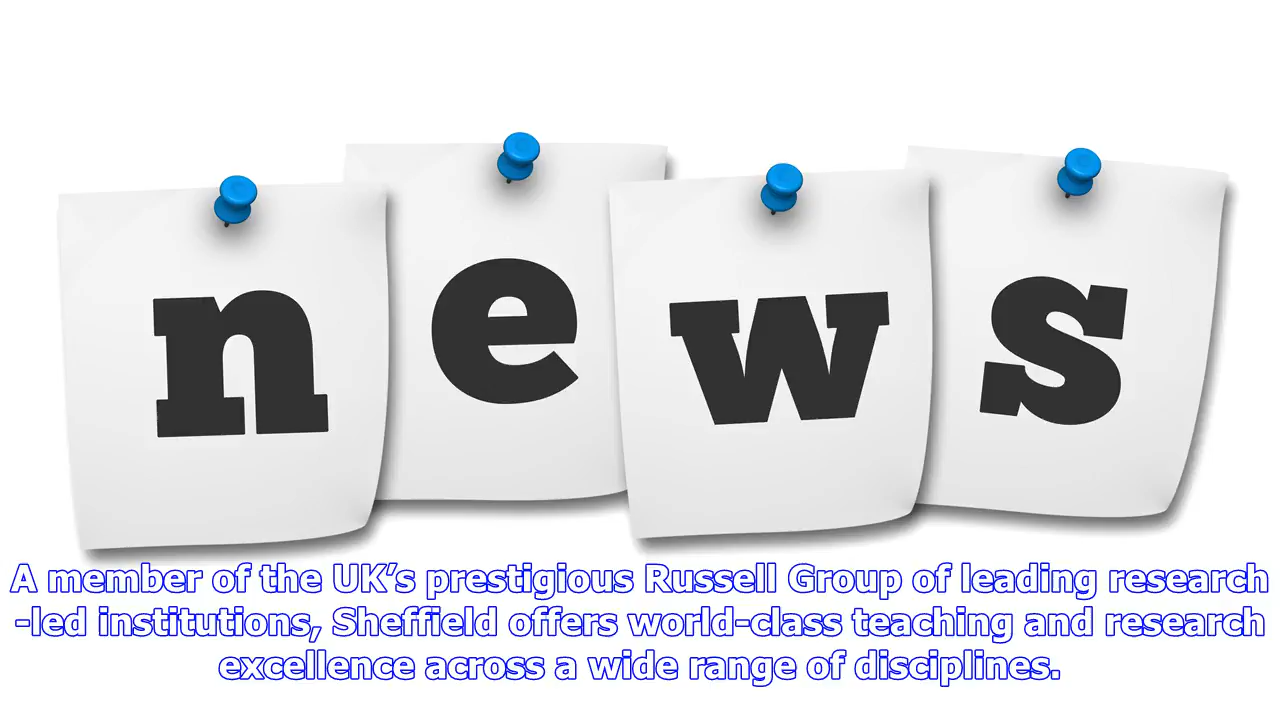 news
A member of the UK’s prestigious Russell Group of leading research
-led institutions, Sheffield offers world-class teaching and research
excellence across a wide range of disciplines.